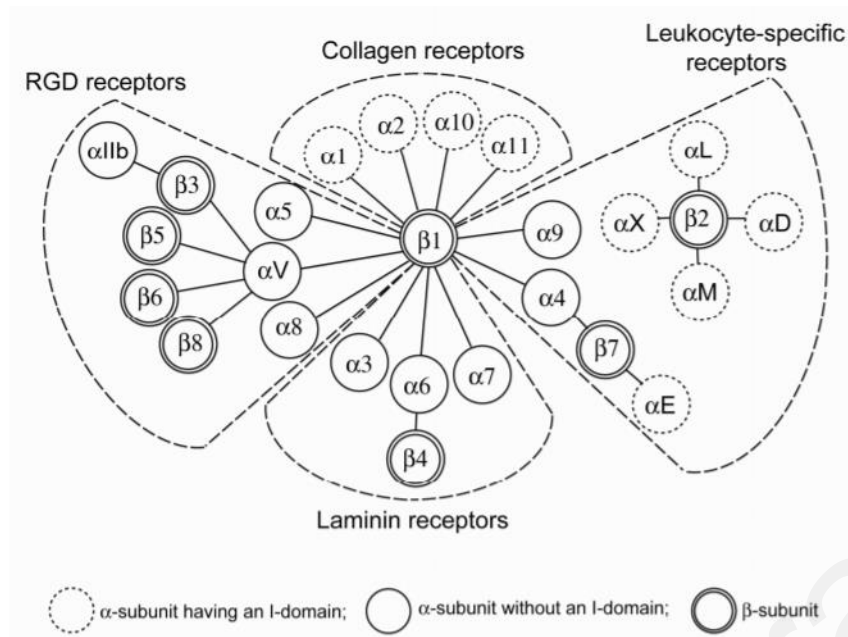 Collagen receptors
Leukocyte-specific
receptors
RGD receptors
αIIb
β3
β5
β6
β8
αV
α5
α8
α1
α2
α10
α11
β1
α9
α4
β7
αE
αL
αX
β2
αD
αM
α3
α6
α7
β4
Laminin receptors
α-subunit having an I-domain;
α-subunit without an I-domain;
β-subunit